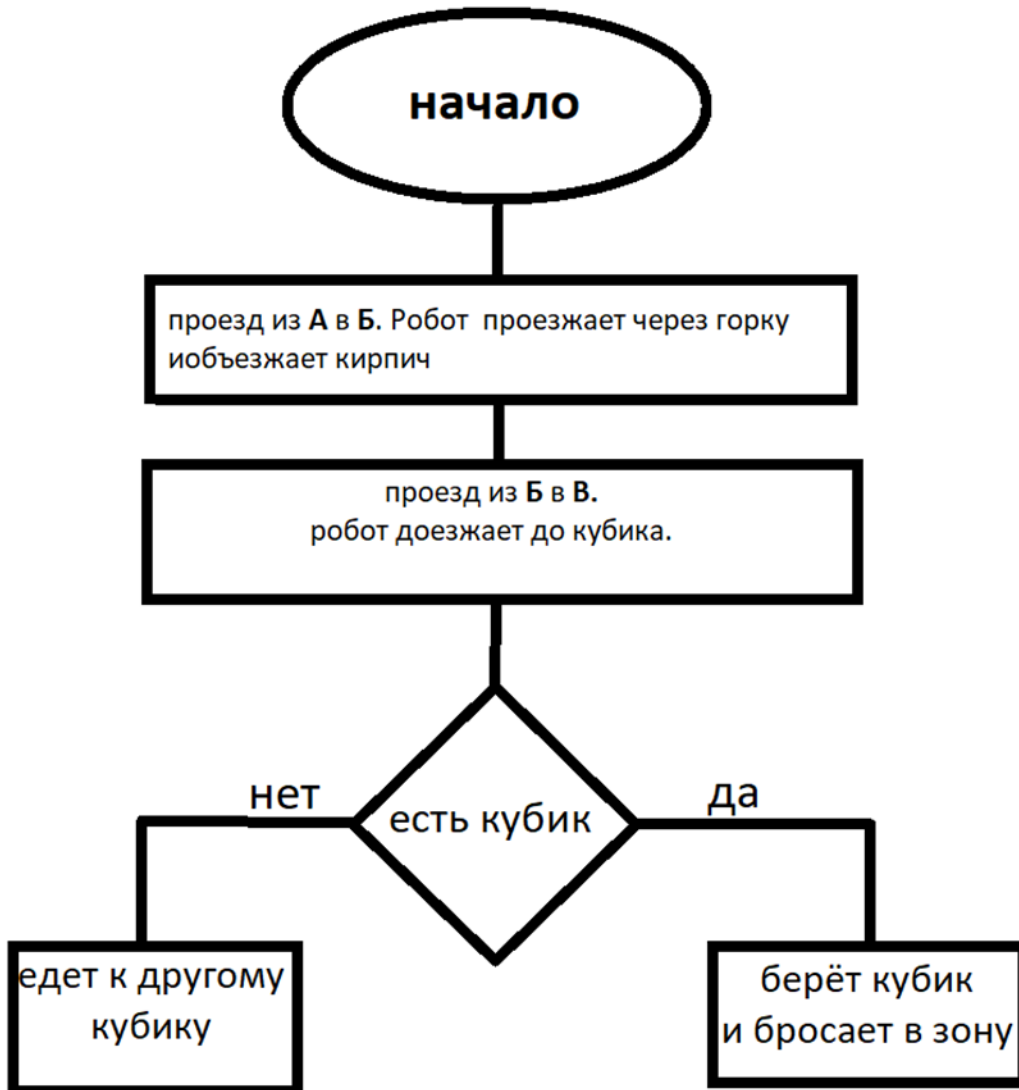 начало
проезд из А в Б. Робот проезжает через горку
иобъезжает кирпич
проезд из Б в В.
робот доезжает до кубика.
нет
да
есть кубик
едет к другому
кубику
берёт кубик
и бросает в зону